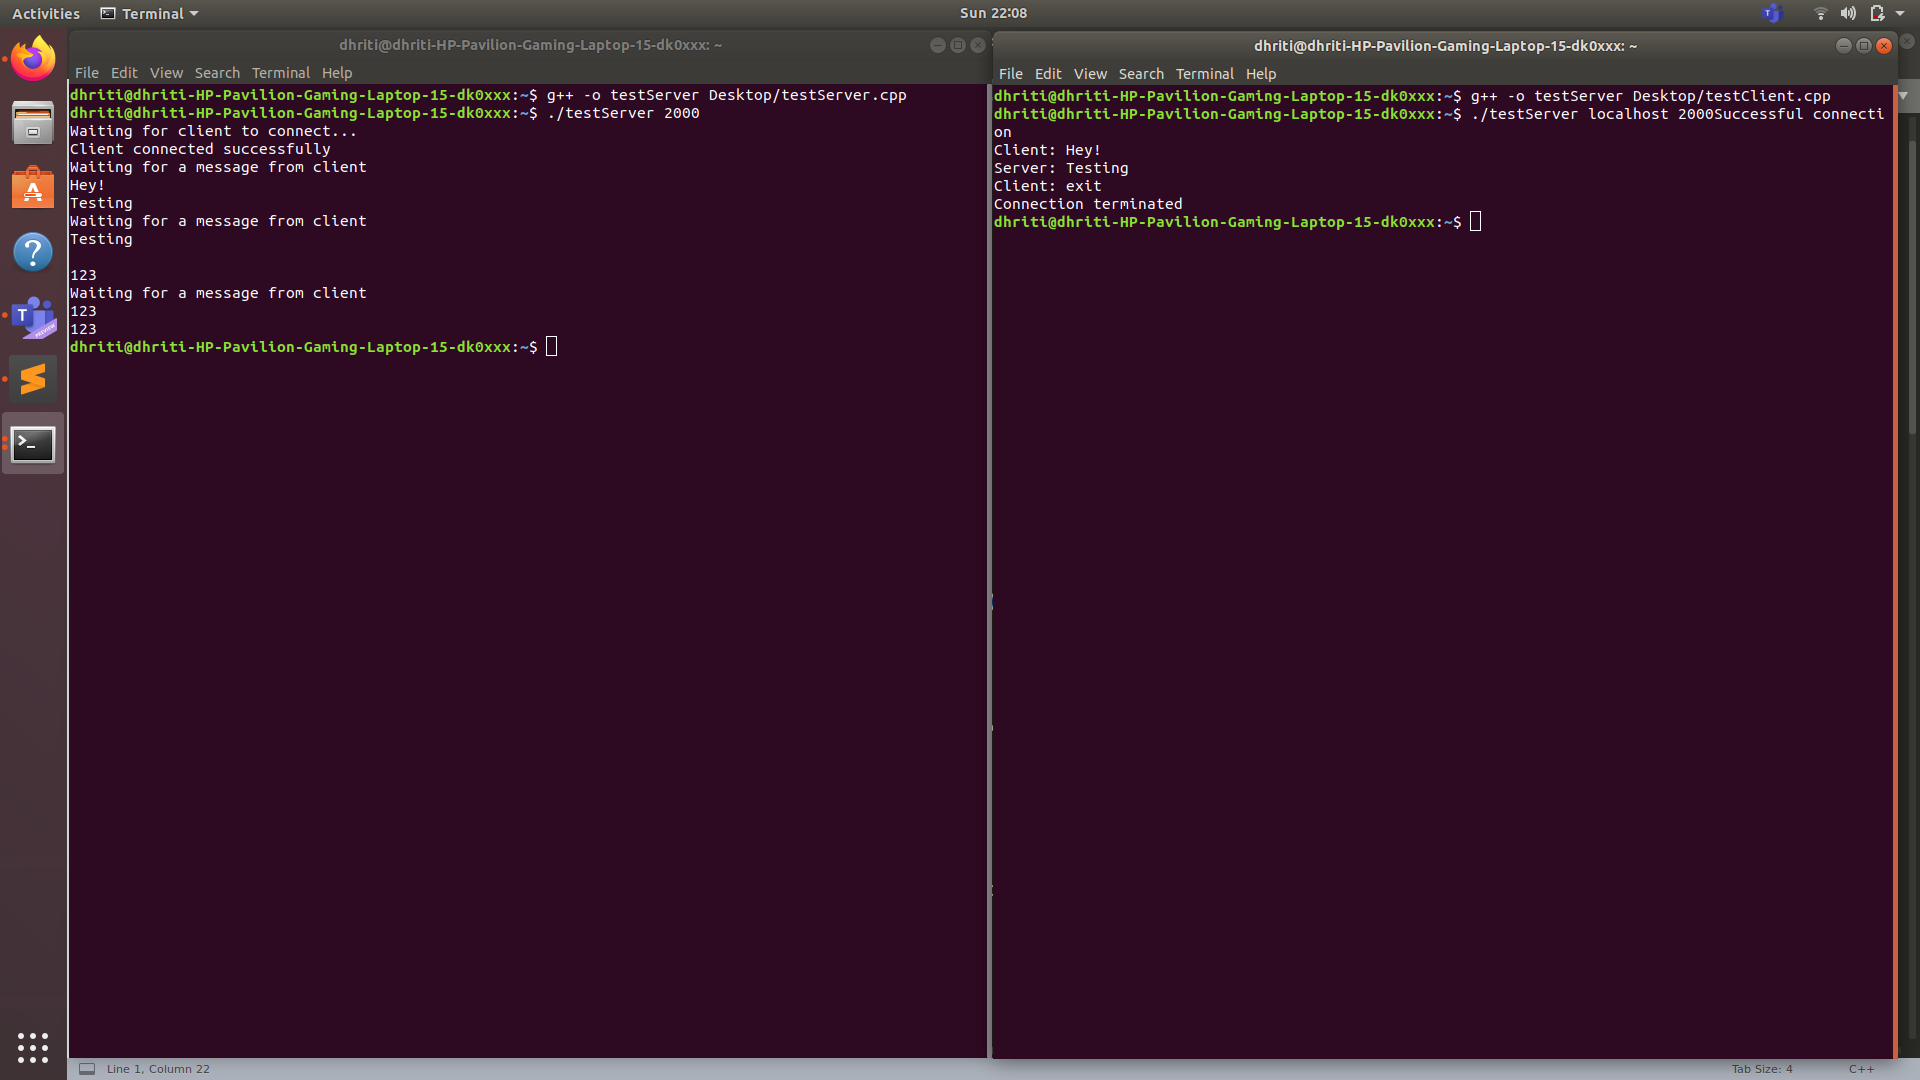 Activities
Terminal
Sun 22:08
dhriti@dhriti-HP-Pavilion-Gaming-Laptop-15-dk0xxx: ~
File Edit View Search Terminal Help
dhriti@dhriti-HP-Pavilion-Gaming-Laptop-15-dk0xxx:~$ g++ -o testServer Desktop/testServer.cpp
dhriti@dhriti-HP-Pavilion-Gaming-Laptop-15-dk0xxx:~$ ./testServer 2000
Waiting for client to connect...
Client connected successfully
Waiting for a message from client
Hey!
Testing
Waiting for a message from client
Testing
123
Waiting for a message from client
123
123
dhriti@dhriti-HP-Pavilion-Gaming-Laptop-15-dk0xxx:~$
dhriti@dhriti-HP-Pavilion-Gaming-Laptop-15-dk0xxx: ~
File Edit View Search Terminal Help
dhriti@dhriti-HP-Pavilion-Gaming-Laptop-15-dk0xxx:~$ g++ -o testServer Desktop/testClient.cpp
dhriti@dhriti-HP-Pavilion-Gaming-Laptop-15-dk0xxx:~$ ./testServer localhost 2000Successful connecti
on
Client: Hey!
Server: Testing
Client: exit
Connection terminated
dhriti@dhriti-HP-Pavilion-Gaming-Laptop-15-dk0xxx:~$
Line 1, Column 22
Tab Size: 4
C++